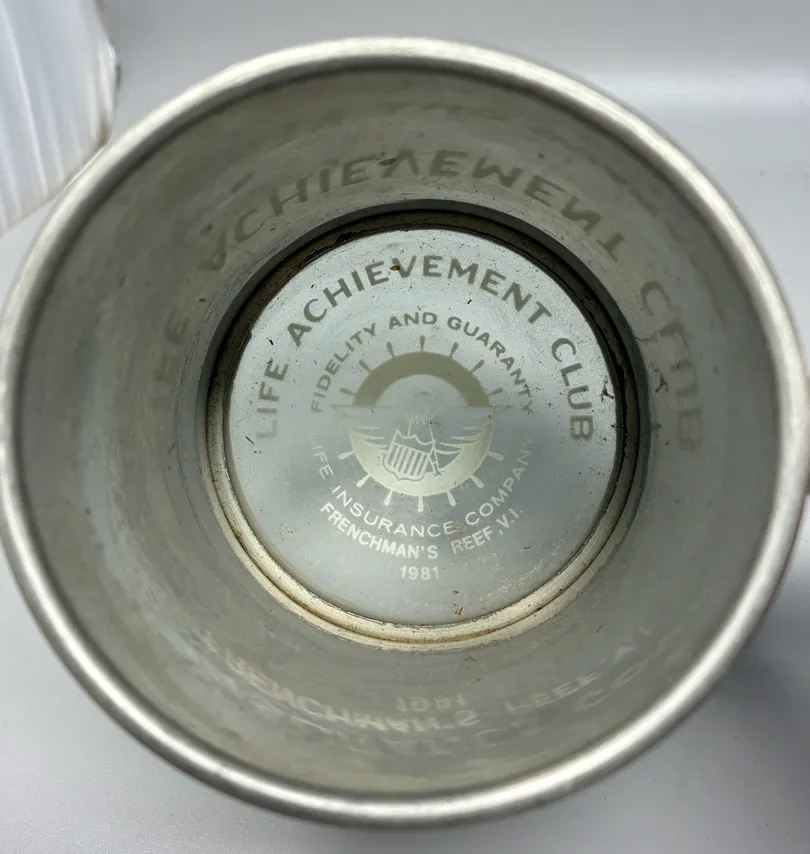 LIFE ACHIEVEMENT CLUB
FIDELITY AND GUARANTY
LIFE INSURANCE COMPANY
FRENCHMAN'S REEF, V.I.
1981